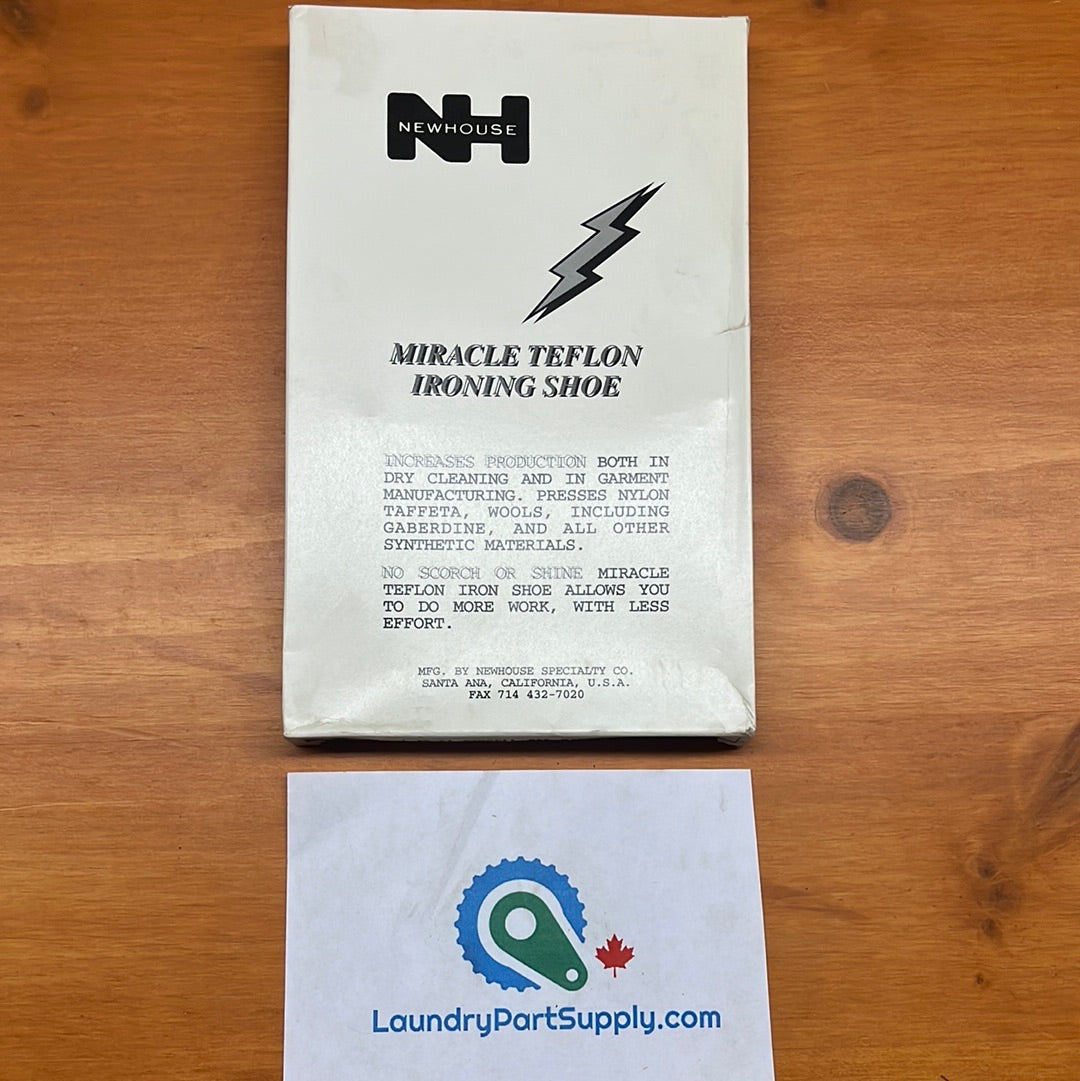 NH
NEWHOUSE
MIRACLE TEFLON
IRONING SHOE
INCREASES PRODUCTION BOTH IN
DRY CLEANING AND IN GARMENT
MANUFACTURING. PRESSES NYLON
TAFFETA, WOOLS, INCLUDING
GABERDINE, AND ALL OTHER
SYNTHETIC MATERIALS.
NO SCORCH OR SHINE MIRACLE
TEFLON IRON SHOE ALLOWS YOU
TO DO MORE WORK, WITH LESS
EFFORT.
MFG. BY NEWHOUSE SPECIALTY CO.
SANTA ANA, CALIFORNIA, U.S.A.
FAX 714 432-7020
LaundryPartSupply.com